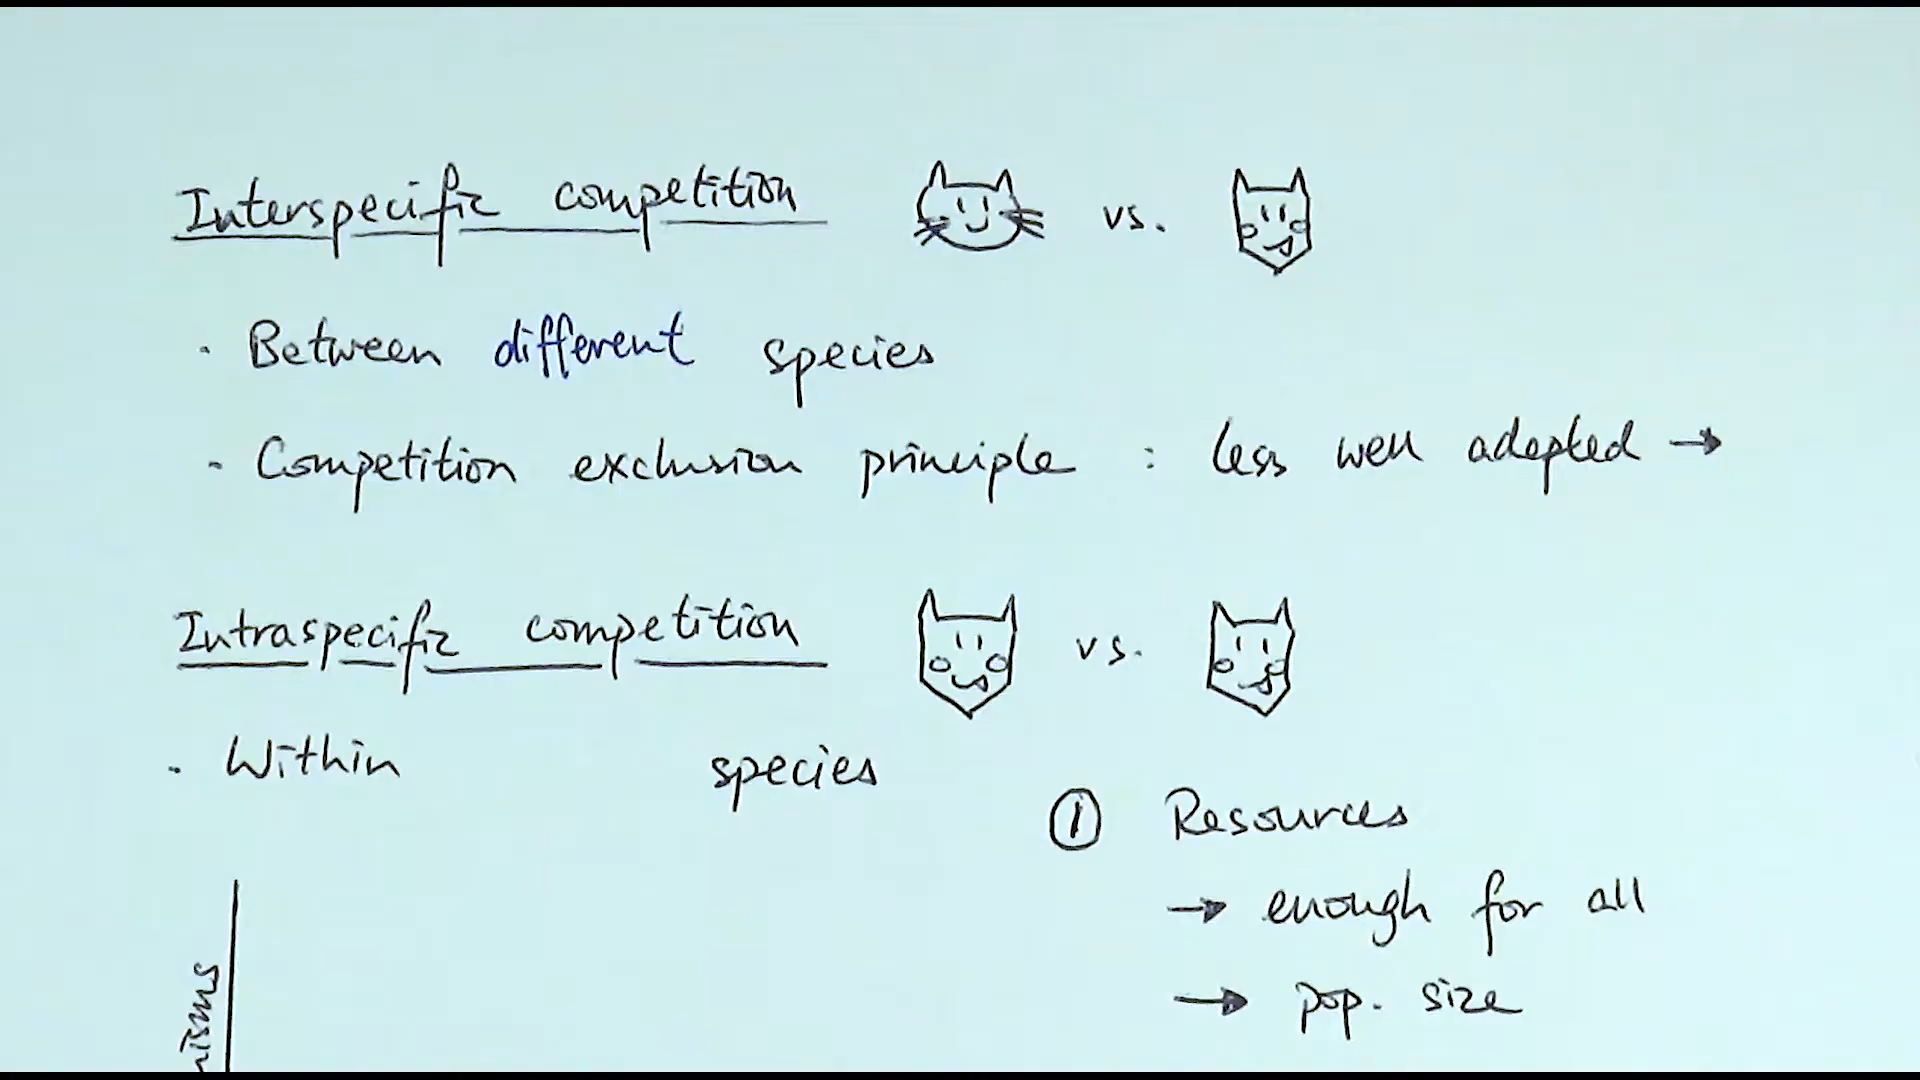 Interspecific competition vs.
· Between different species
· Competition exclusion principle : less well adapted →
Intraspecific competition vs.
· Within species
① Resources
→ enough for all
→ pop. size
nisms